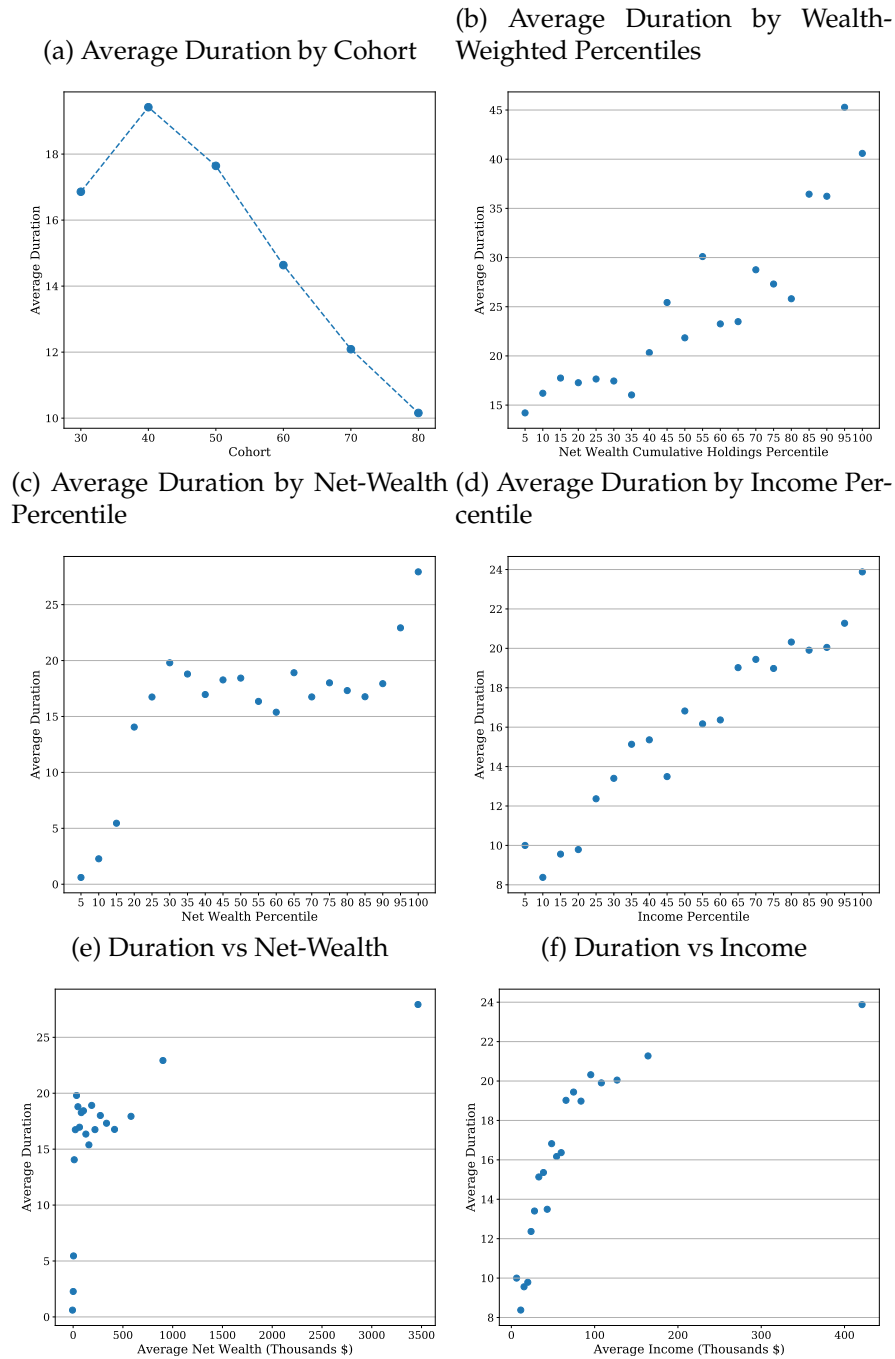 (a) Average Duration by Cohort
(b) Average Duration by Wealth-
Weighted Percentiles
18
16
14
12
10
Average Duration
30 40 50 60 70 80
Cohort
45
40
35
30
25
20
15
Average Duration
5 10 15 20 25 30 35 40 45 50 55 60 65 70 75 80 85 90 95 100
Net Wealth Cumulative Holdings Percentile
(c) Average Duration by Net-Wealth
Percentile
(d) Average Duration by Income Per-
centile
25
20
15
10
5
0
Average Duration
5 10 15 20 25 30 35 40 45 50 55 60 65 70 75 80 85 90 95 100
Net Wealth Percentile
24
22
20
18
16
14
12
10
8
Average Duration
5 10 15 20 25 30 35 40 45 50 55 60 65 70 75 80 85 90 95 100
Income Percentile
(e) Duration vs Net-Wealth
(f) Duration vs Income
25
20
15
10
5
0
Average Duration
0 500 1000 1500 2000 2500 3000 3500
Average Net Wealth (Thousands $)
24
22
20
18
16
14
12
10
8
Average Duration
0 100 200 300 400
Average Income (Thousands $)